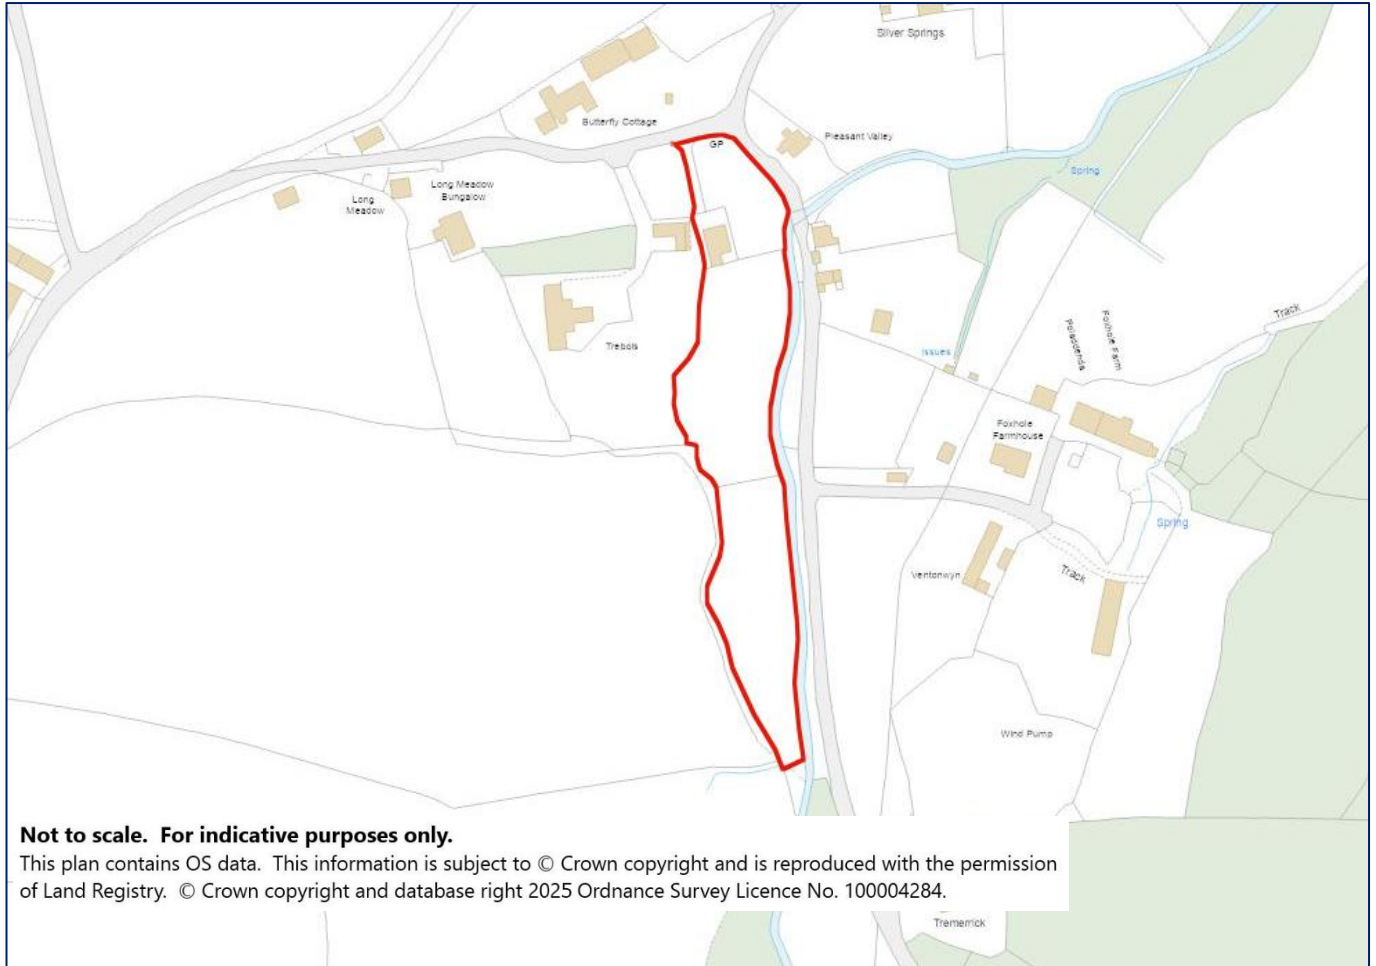 Silver Springs
Butterfly Cottage
GP
Pleasant Valley
Spring
Long Meadow
Bungalow
Long
Meadow
Trebols
Issues
Poladdenda
Foxhole Farm
Track
Foxhole
Farmhouse
Spring
Ventonwyn
Track
Wind Pump
Not to scale. For indicative purposes only.
This plan contains OS data. This information is subject to © Crown copyright and is reproduced with the permission
of Land Registry. © Crown copyright and database right 2025 Ordnance Survey Licence No. 100004284.
Tremerrick